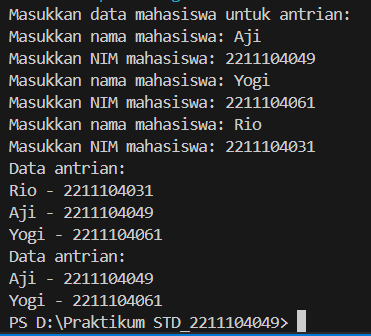 Masukkan data mahasiswa untuk antrian:
Masukkan nama mahasiswa: Aji
Masukkan NIM mahasiswa: 2211104049
Masukkan nama mahasiswa: Yogi
Masukkan NIM mahasiswa: 2211104061
Masukkan nama mahasiswa: Rio
Masukkan NIM mahasiswa: 2211104031
Data antrian:
Rio - 2211104031
Aji - 2211104049
Yogi - 2211104061
Data antrian:
Aji - 2211104049
Yogi - 2211104061
PS D:\Praktikum STD_2211104049>